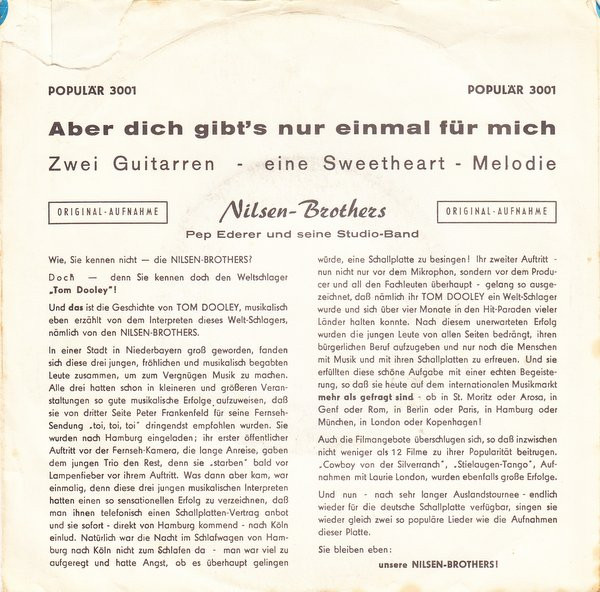 POPULÄR 3001
POPULÄR 3001
Aber dich gibt's nur einmal für mich
Zwei Guitarren - eine Sweetheart - Melodie
ORIGINAL-AUFNAHME
Nilsen-Brothers
ORIGINAL-AUFNAHME
Pep Ederer und seine Studio-Band
Wie, Sie kennen nicht — die NILSEN-BROTHERS?
Doch — denn Sie kennen doch den Weltschlager
„Tom Dooley"!
Und das ist die Geschichte von TOM DOOLEY, musikalisch
eben erzählt von dem Interpreten dieses Welt-Schlagers,
nämlich von den NILSEN-BROTHERS.
In einer Stadt in Niederbayern groß geworden, fanden
sich diese drei jungen, fröhlichen und musikalisch begabten
Leute zusammen, um zum Vergnügen Musik zu machen.
Alle drei hatten schon in kleineren und größeren Veran-
staltungen so gute musikalische Erfolge aufzuweisen, daß
sie von dritter Seite Peter Frankenfeld für seine Fernseh-
Sendung „toi, toi, toi" dringendst empfohlen wurden. Sie
wurden nach Hamburg eingeladen; ihr erster öffentlicher
Auftritt vor der Fernseh-Kamera, die lange Anreise, gaben
dem jungen Trio den Rest, denn sie „starben" bald vor
Lampenfieber vor ihrem Auftritt. Was dann aber kam, war
einmalig, denn diese drei jungen musikalischen Interpreten
hatten einen so sensationellen Erfolg zu verzeichnen, daß
man ihnen telefonisch einen Schallplatten-Vertrag anbot
und sie sofort - direkt von Hamburg kommend - nach Köln
einlud. Natürlich war die Nacht im Schlafwagen von Ham-
burg nach Köln nicht zum Schlafen da - man war viel zu
aufgeregt und hatte Angst, ob es überhaupt gelingen
würde, eine Schallplatte zu besingen! Ihr zweiter Auftritt -
nun nicht vor dem Mikrophon, sondern vor dem Produ-
cer und all den Fachleuten überhaupt - gelang so ausge-
zeichnet, daß nämlich ihr TOM DOOLEY ein Welt-Schlager
wurde und sich über vier Monate in den Hit-Paraden vieler
Länder halten konnte. Nach diesem unerwarteten Erfolg
wurden die jungen Leute von allen Seiten bedrängt, ihren
bürgerlichen Beruf aufzugeben und nur noch die Menschen
mit Musik und mit ihren Schallplatten zu erfreuen. Und sie
erfüllten diese schöne Aufgabe mit einer echten Begeiste-
rung, so daß sie heute auf dem internationalen Musikmarkt
mehr als gefragt sind - ob in St. Moritz oder Arosa, in
Genf oder Rom, in Berlin oder Paris, in Hamburg oder
München, in London oder Kopenhagen!
Auch die Filmangebote überschlugen sich, so daß inzwischen
nicht weniger als 12 Filme zu ihrer Popularität beitrugen.
„Cowboy von der Silverranch", „Stielaugen-Tango", Auf-
nahmen mit Laurie London, wurden ebenfalls große Erfolge.
Und nun - nach sehr langer Auslandstournee - endlich
wieder für die deutsche Schallplatte verfügbar, singen sie
wieder gleich zwei so populäre Lieder wie die Aufnahmen
dieser Platte.
Sie bleiben eben:
unsere NILSEN-BROTHERS!